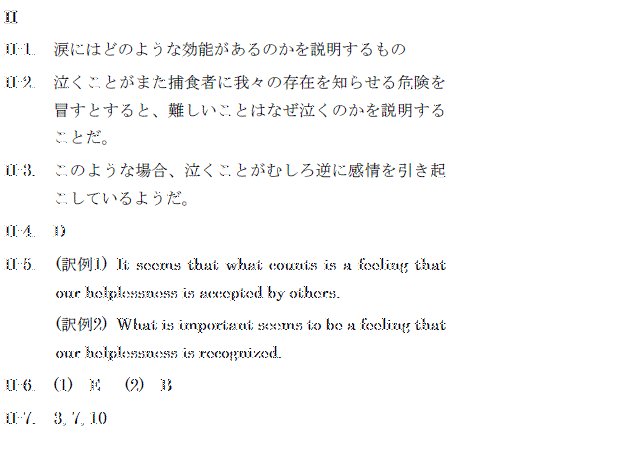 II
II-1. 涙にはどのような効能があるのかを説明するもの
II-2. 泣くことがまた捕食者に我々の存在を知らせる危険を
冒すとすると、難しいことはなぜ泣くのかを説明する
ことだ。
II-3. このような場合、泣くことがむしろ逆に感情を引き起
こしているようだ。
II-4. D
II-5. (訳例1) It seems that what counts is a feeling that
our helplessness is accepted by others.
(訳例2) What is important seems to be a feeling that
our helplessness is recognized.
II-6. (1) E (2) B
II-7. 3, 7, 10